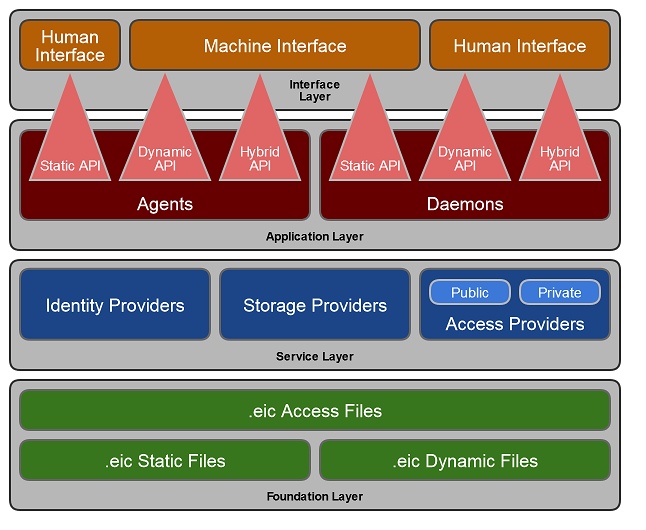 Human
Interface
Machine Interface
Human Interface
Interface
Layer
Static API
Dynamic
API
Hybrid
API
Static API
Dynamic
API
Hybrid
API
Agents
Daemons
Application Layer
Identity Providers
Storage Providers
Public
Private
Access Providers
Service Layer
.eic Access Files
.eic Static Files
.eic Dynamic Files
Foundation Layer